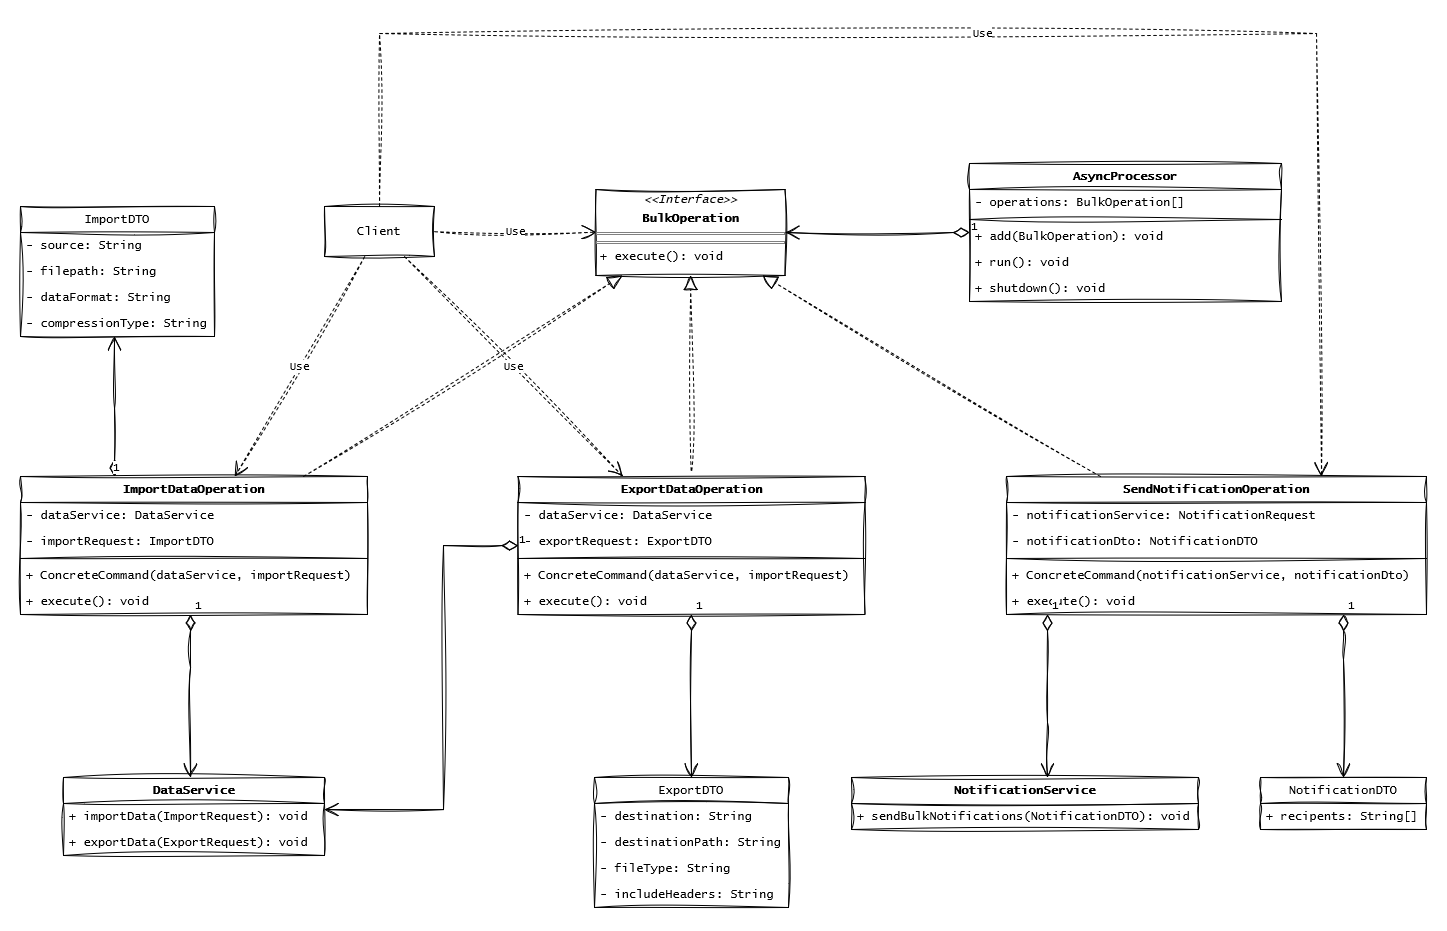 Use
AsyncProcessor
- operations: BulkOperation[]
1
+ add(BulkOperation): void
+ run(): void
+ shutdown(): void
<<Interface>>
BulkOperation
+ execute(): void
Client
Use
ImportDTO
- source: String
- filepath: String
- dataFormat: String
- compressionType: String
Use
Use
1
ImportDataOperation
- dataService: DataService
- importRequest: ImportDTO
+ ConcreteCommand(dataService, importRequest)
+ execute(): void
1
ExportDataOperation
- dataService: DataService
1
- exportRequest: ExportDTO
+ ConcreteCommand(dataService, importRequest)
+ execute(): void
1
SendNotificationOperation
- notificationService: NotificationRequest
- notificationDto: NotificationDTO
+ ConcreteCommand(notificationService, notificationDto)
+ execute(): void
1
1
DataService
+ importData(ImportRequest): void
+ exportData(ExportRequest): void
ExportDTO
- destination: String
- destinationPath: String
- fileType: String
- includeHeaders: String
NotificationService
+ sendBulkNotifications(NotificationDTO): void
NotificationDTO
+ recipents: String[]